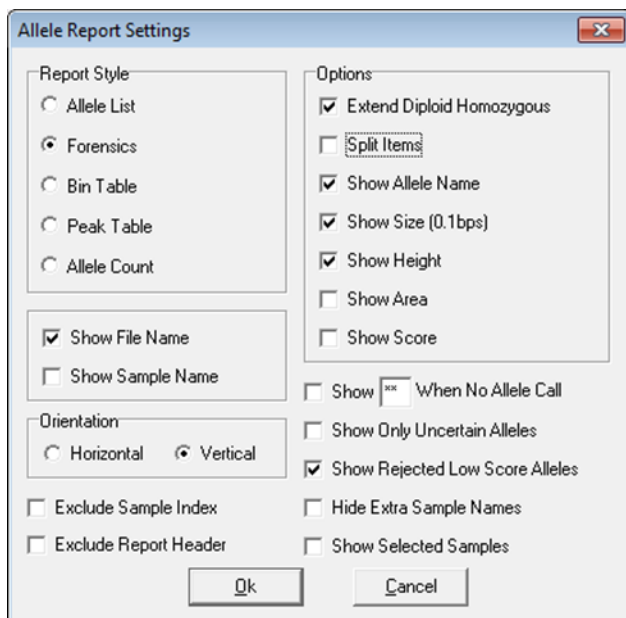 Allele Report Settings
Report Style
Allele List
Forensics
Bin Table
Peak Table
Allele Count
Show File Name
Show Sample Name
Orientation
Horizontal
Vertical
Exclude Sample Index
Exclude Report Header
Options
Extend Diploid Homozygous
Split Items
Show Allele Name
Show Size (0.1bps)
Show Height
Show Area
Show Score
Show ** When No Allele Call
Show Only Uncertain Alleles
Show Rejected Low Score Alleles
Hide Extra Sample Names
Show Selected Samples
Ok
Cancel